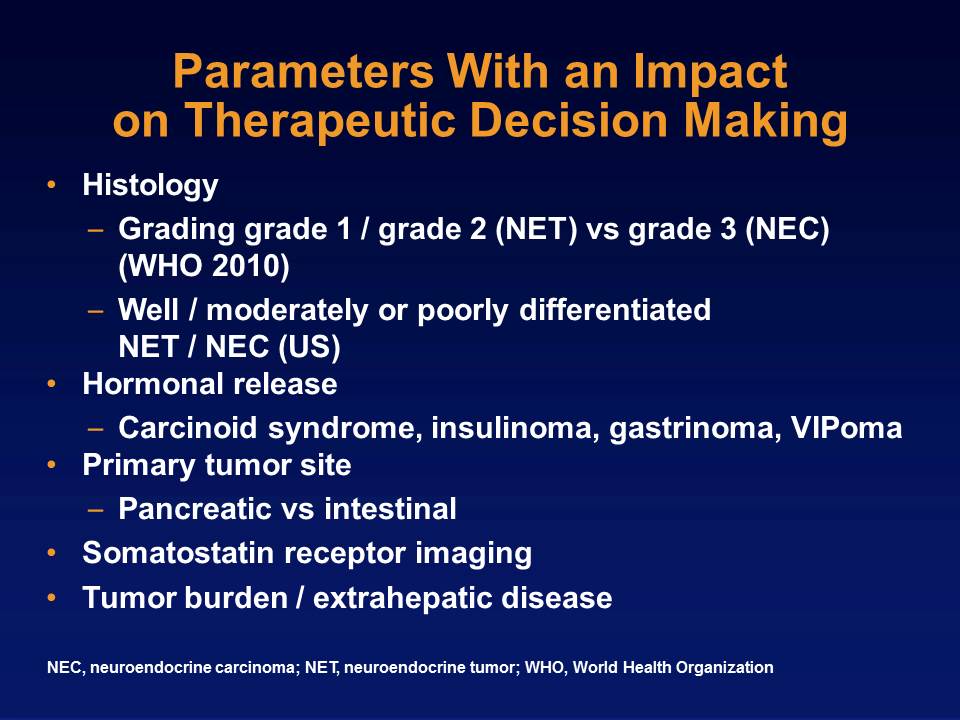 Parameters With an Impact
on Therapeutic Decision Making
• Histology
– Grading grade 1 / grade 2 (NET) vs grade 3 (NEC)
(WHO 2010)
– Well / moderately or poorly differentiated
NET / NEC (US)
• Hormonal release
– Carcinoid syndrome, insulinoma, gastrinoma, VIPoma
• Primary tumor site
– Pancreatic vs intestinal
• Somatostatin receptor imaging
• Tumor burden / extrahepatic disease
NEC, neuroendocrine carcinoma; NET, neuroendocrine tumor; WHO, World Health Organization